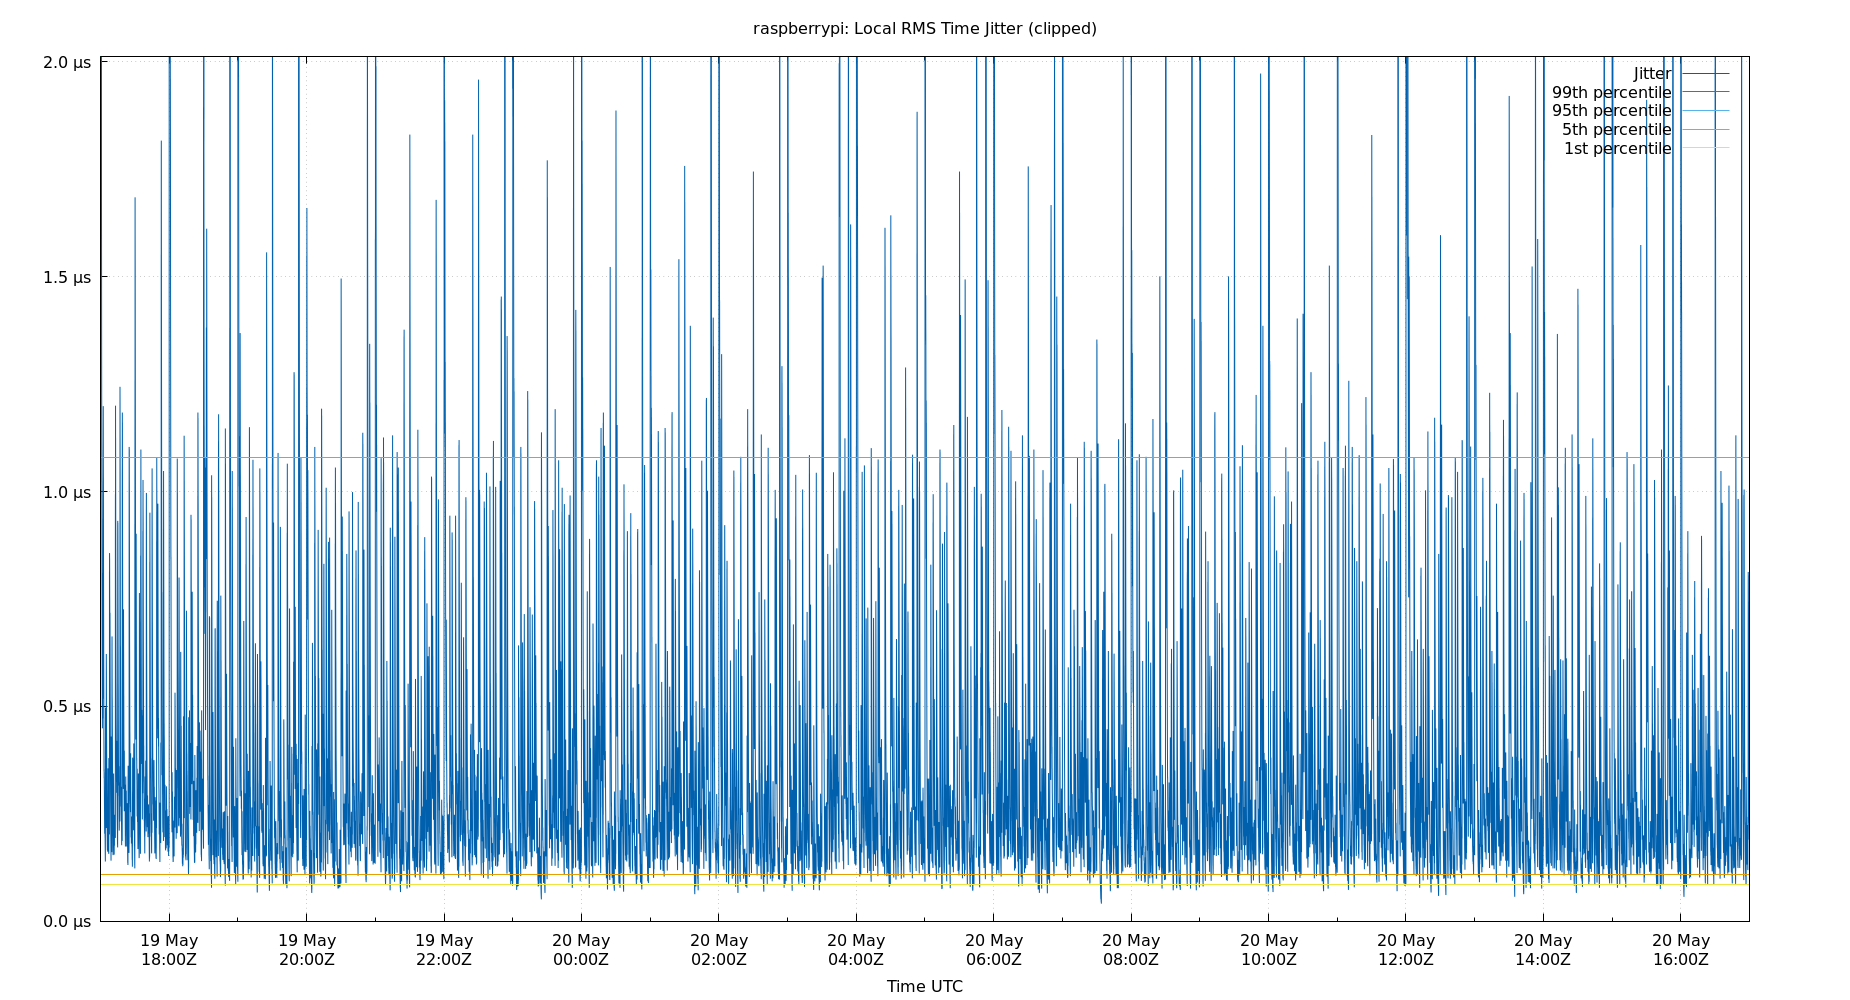 raspberrypi: Local RMS Time Jitter (clipped)
2.0 µs
1.5 µs
1.0 µs
0.5 µs
0.0 µs
Jitter
99th percentile
95th percentile
5th percentile
1st percentile
19 May 19 May 19 May 20 May 20 May 20 May 20 May 20 May 20 May 20 May 20 May 20 May
18:00Z 20:00Z 22:00Z 00:00Z 02:00Z 04:00Z 06:00Z 08:00Z 10:00Z 12:00Z 14:00Z 16:00Z
Time UTC